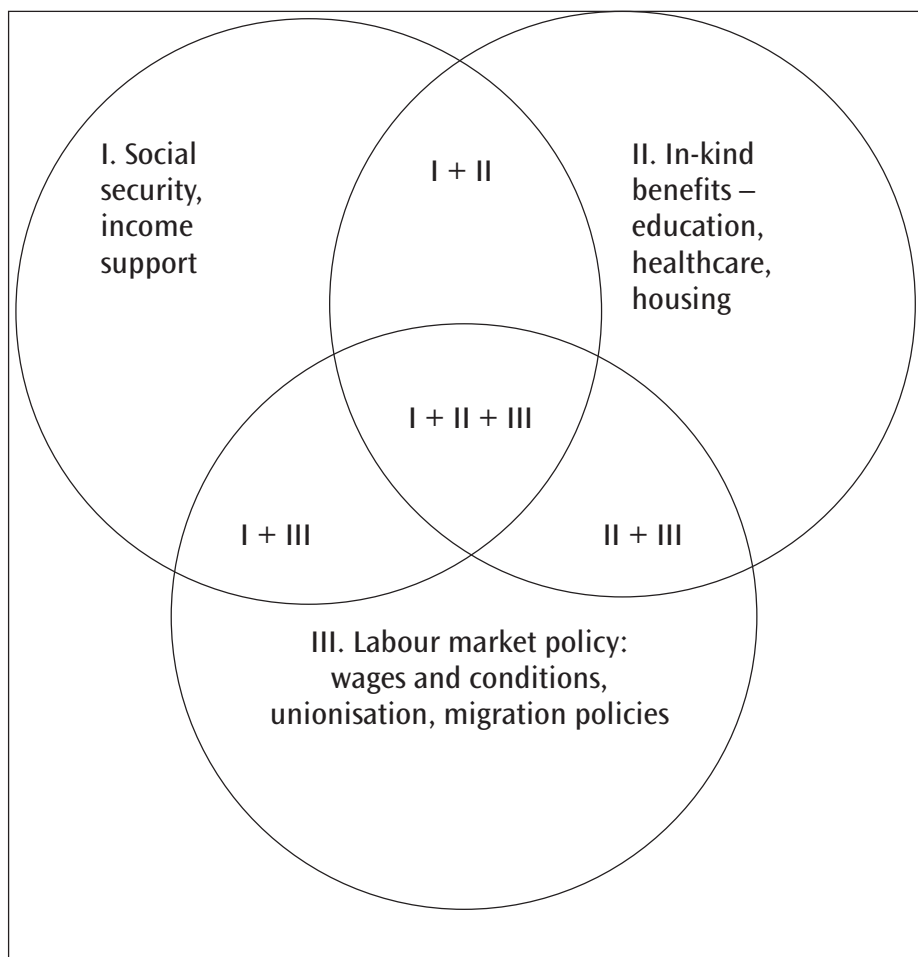 I. Social
security,
income
support
I + II
II. In-kind
benefits –
education,
healthcare,
housing
I + II + III
I + III
II + III
III. Labour market policy:
wages and conditions,
unionisation, migration policies